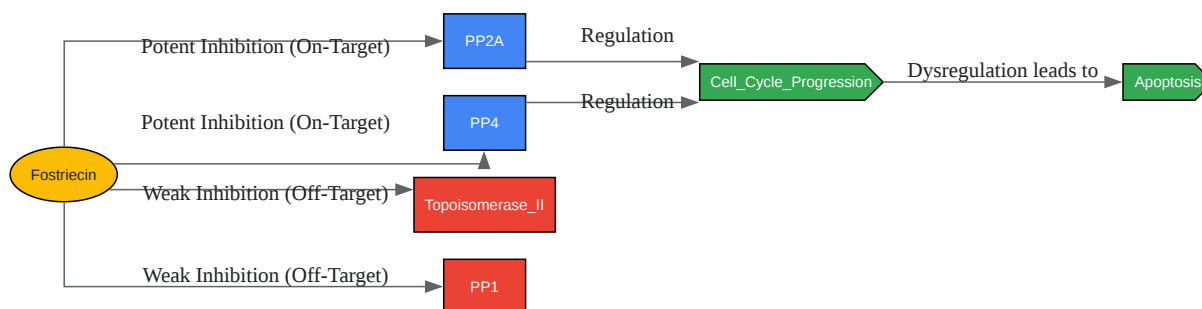 Potent Inhibition (On-Target)
PP2A
Regulation
Cell_Cycle_Progression
Dysregulation leads to
Apoptosis
Potent Inhibition (On-Target)
PP4
Regulation
Fostriecin
Weak Inhibition (Off-Target)
Topoisomerase_II
Weak Inhibition (Off-Target)
PP1